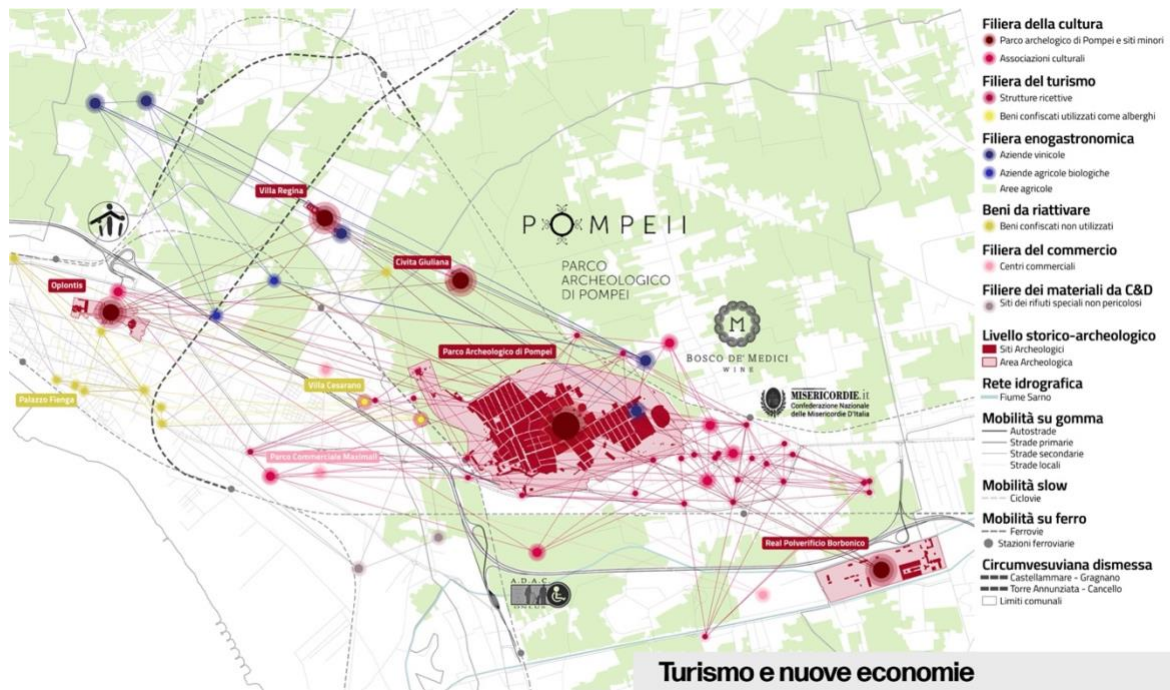 Villa Regina
Civita Giuliana
Oplontis
POMPEII
PARCO
ARCHEOLOGICO
DI POMPEI
M
BOSCO DE' MEDICI
WINE
Parco Archeologico di Pompei
MISERICORDIE.it
Confederazione Nazionale
delle Misericordie D'Italia
Villa Cesarano
Palazzo Fienga
Parco Commerciale Maximall
Real Polverificio Borbonico
A.D.A.C.
ONLUS
Filiera della cultura
Parco archelogico di Pompei e siti minori
Associazioni culturali
Filiera del turismo
Strutture ricettive
Beni confiscati utilizzati come alberghi
Filiera enogastronomica
Aziende vinicole
Aziende agricole biologiche
Aree agricole
Beni da riattivare
Beni confiscati non utilizzati
Filiera del commercio
Centri commerciali
Filiere dei materiali da C&D
Siti dei rifiuti speciali non pericolosi
Livello storico-archeologico
Siti Archeologici
Area Archeologica
Rete idrografica
Fiume Sarno
Mobilità su gomma
Autostrade
Strade primarie
Strade secondarie
Strade locali
Mobilità slow
Ciclovie
Mobilità su ferro
Ferrovie
Stazioni ferroviarie
Circumvesuviana dismessa
Castellammare - Gragnano
Torre Annunziata - Cancello
Limiti comunali
Turismo e nuove economie